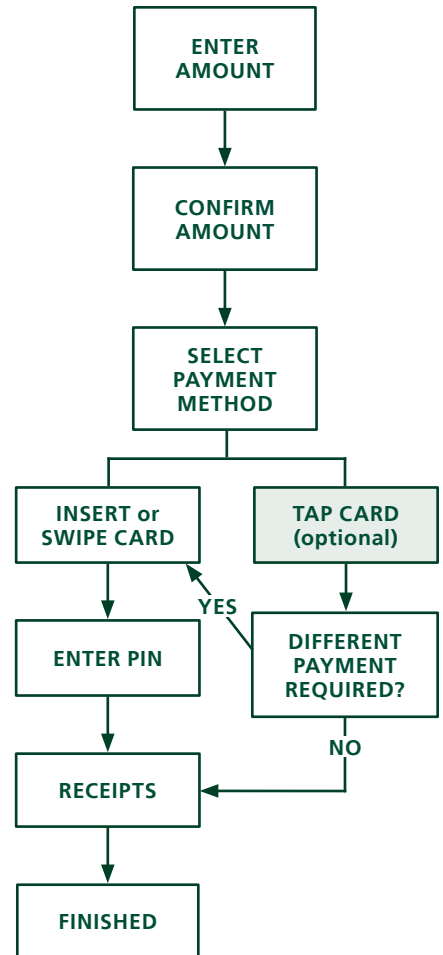 ENTER
AMOUNT
CONFIRM
AMOUNT
SELECT
PAYMENT
METHOD
INSERT or
SWIPE CARD
TAP CARD
(optional)
YES
ENTER PIN
DIFFERENT
PAYMENT
REQUIRED?
NO
RECEIPTS
FINISHED